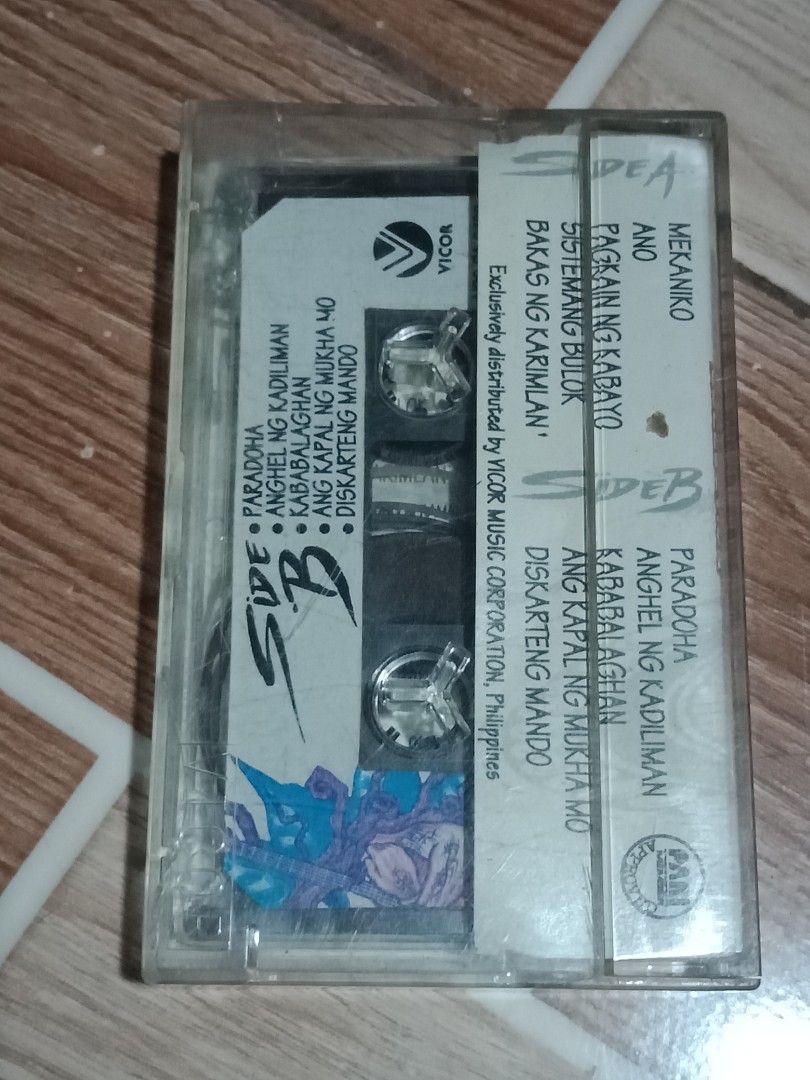 SIDE A
MEKANIKO
ANO
PAGKAIN NG KABAYO
SISTEMANG BULOK
BAKAS NG KARIMLAN'
SIDE B
PARADOHA
ANGHEL NG KADILIMAN
KABABALAGHAN
ANG KAPAL NG MUKHA MO
DISKARTENG MANDO
Exclusively distributed by VICOR MUSIC CORPORATION, Philippines
PARI
MEMBER
VICOR
SIDE B
• PARADOHA
• ANGHEL NG KADILIMAN
• KABABALAGHAN
• ANG KAPAL NG MUKHA MO
• DISKARTENG MANDO